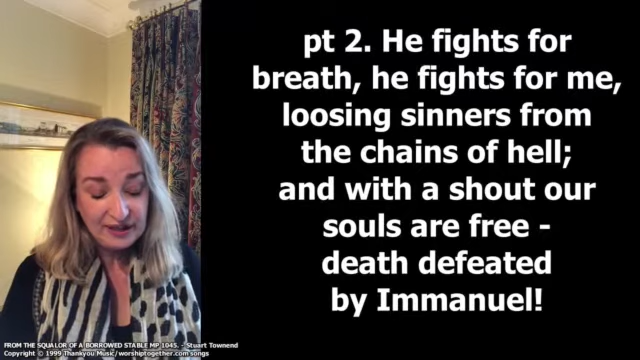 pt 2. He fights for
breath, he fights for me,
loosing sinners from
the chains of hell;
and with a shout our
souls are free -
death defeated
by Immanuel!
FROM THE SQUALOR OF A BORROWED STABLE MP 1045. - Stuart Townend
Copyright © 1999 Thankyou Music/worshiptogether.com songs